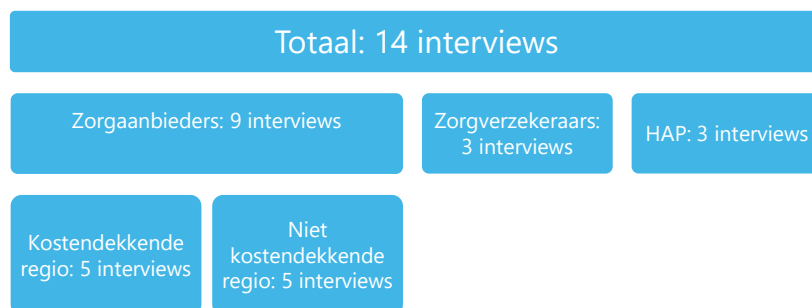 Totaal: 14 interviews
Zorgaanbieders: 9 interviews
Zorgverzekeraars:
3 interviews
HAP: 3 interviews
Kostendekkende
regio: 5 interviews
Niet
kostendekkende
regio: 5 interviews